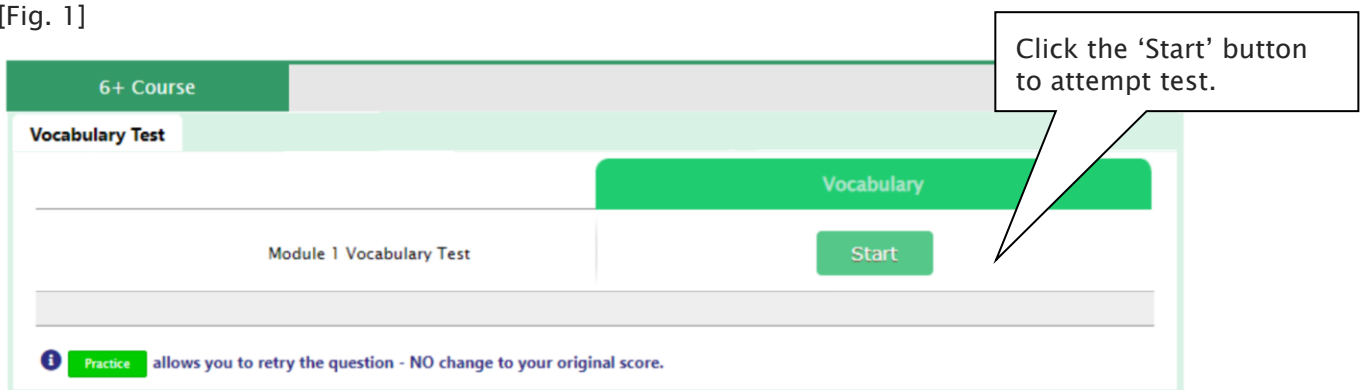 [Fig. 1]
Click the ‘Start’ button
to attempt test.
6+ Course
Vocabulary Test
Vocabulary
Module 1 Vocabulary Test
Start
Practice allows you to retry the question - NO change to your original score.